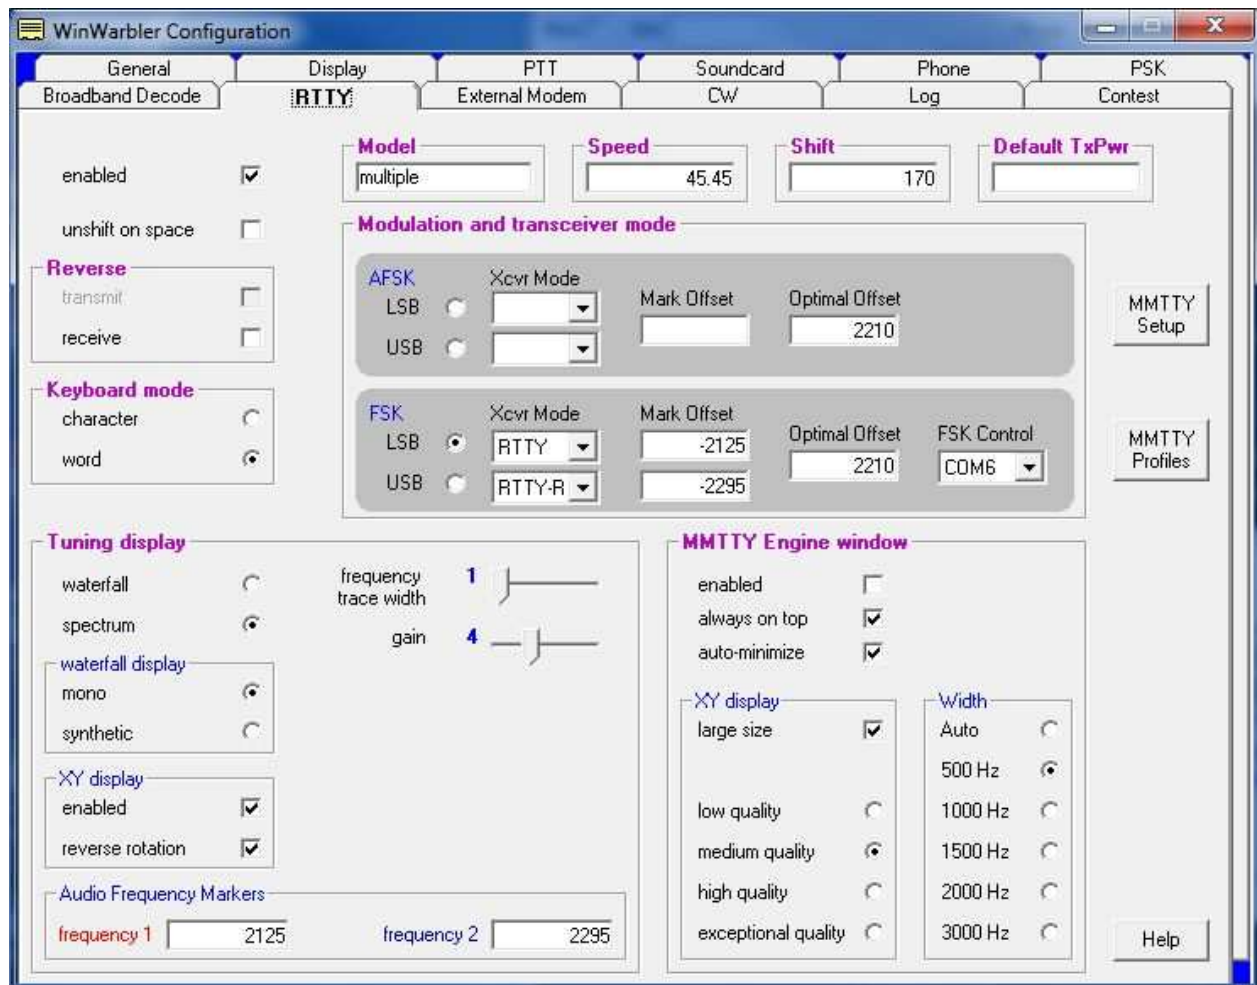 WinWarbler Configuration
General Display PTT Soundcard Phone PSK
Broadband Decode RTTY External Modem CW Log Contest
enabled
unshift on space
Reverse
transmit
receive
Keyboard mode
character
word
Model
multiple
Speed
45.45
Shift
170
Default TxPwr
Modulation and transceiver mode
AFSK Xcvr Mode
LSB
USB
Mark Offset
Optimal Offset
2210
FSK Xcvr Mode Mark Offset
LSB RTTY -2125
USB RTTY-R -2295
Optimal Offset
2210
FSK Control
COM6
MMTTY
Setup
MMTTY
Profiles
Tuning display
waterfall
spectrum
frequency 1
trace width
gain 4
waterfall display
mono
synthetic
XY display
enabled
reverse rotation
Audio Frequency Markers
frequency 1 2125 frequency 2 2295
MMTTY Engine window
enabled
always on top
auto-minimize
XY display
large size
low quality
medium quality
high quality
exceptional quality
Width
Auto
500 Hz
1000 Hz
1500 Hz
2000 Hz
3000 Hz
Help